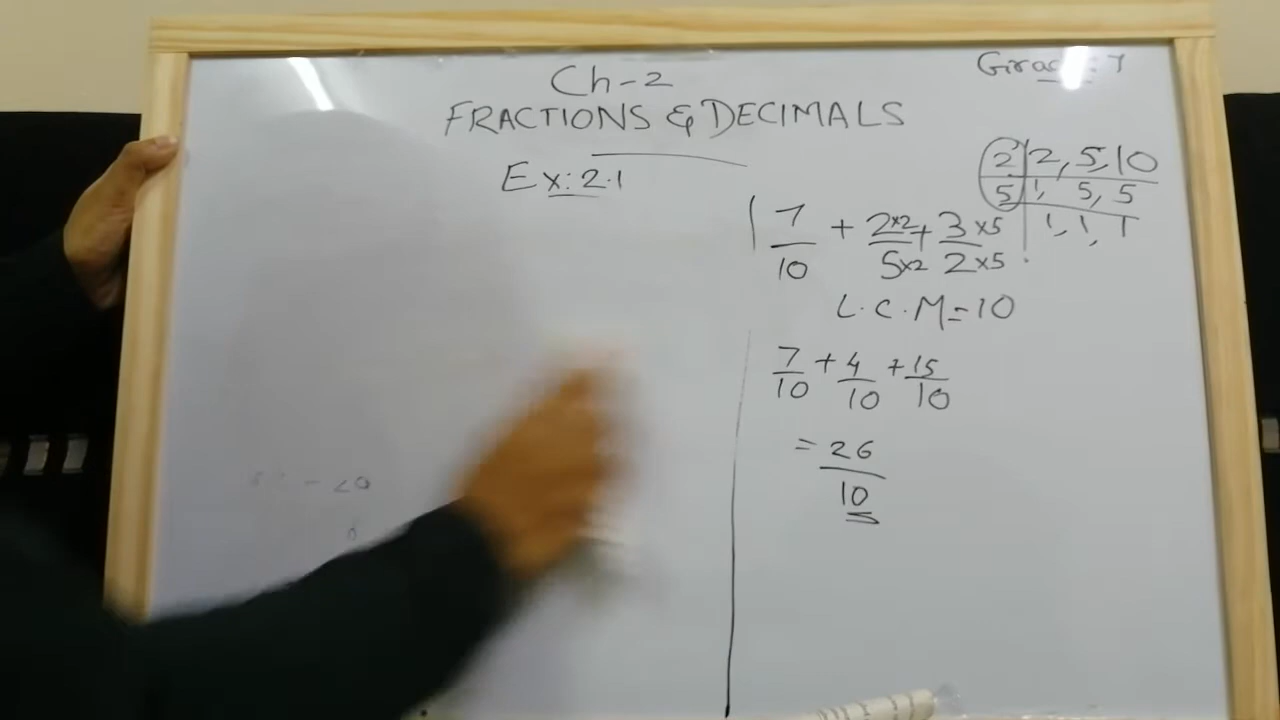 Ch-2
Grade: 7
FRACTIONS & DECIMALS
Ex: 2.1
2 | 2, 5, 10
5 | 1, 5, 5
1, 1, 1
7/10 + 2×2/5×2 + 3×5/2×5
L.C.M = 10
7/10 + 4/10 + 15/10
= 26/10